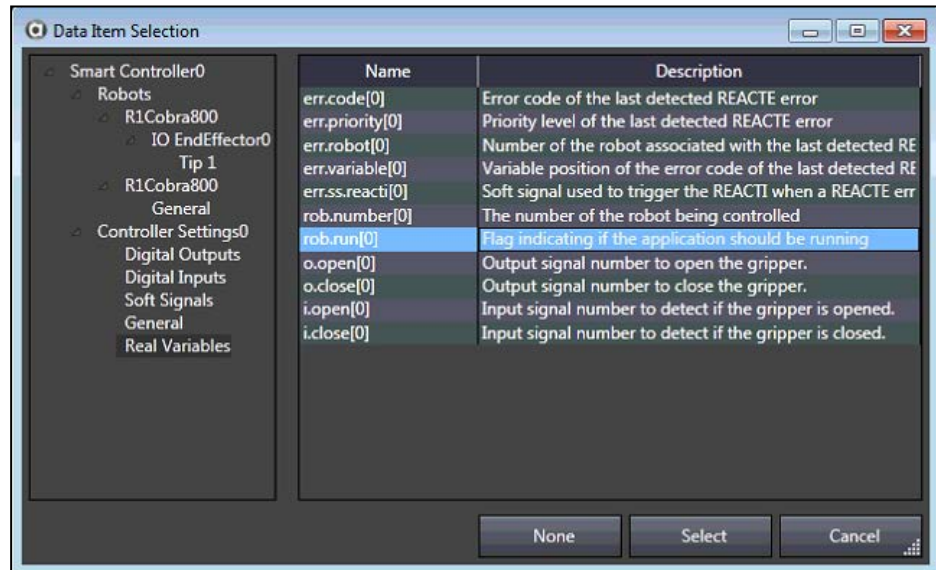 Data Item Selection
Smart Controller0
Robots
R1Cobra800
IO EndEffector0
Tip 1
R1Cobra800
General
Controller Settings0
Digital Outputs
Digital Inputs
Soft Signals
General
Real Variables
Name Description
err.code[0] Error code of the last detected REACTE error
err.priority[0] Priority level of the last detected REACTE error
err.robot[0] Number of the robot associated with the last detected RE
err.variable[0] Variable position of the error code of the last detected RE
err.ss.reacti[0] Soft signal used to trigger the REACTI when a REACTE err
rob.number[0] The number of the robot being controlled
rob.run[0] Flag indicating if the application should be running
o.open[0] Output signal number to open the gripper.
o.close[0] Output signal number to close the gripper.
i.open[0] Input signal number to detect if the gripper is opened.
i.close[0] Input signal number to detect if the gripper is closed.
None Select Cancel